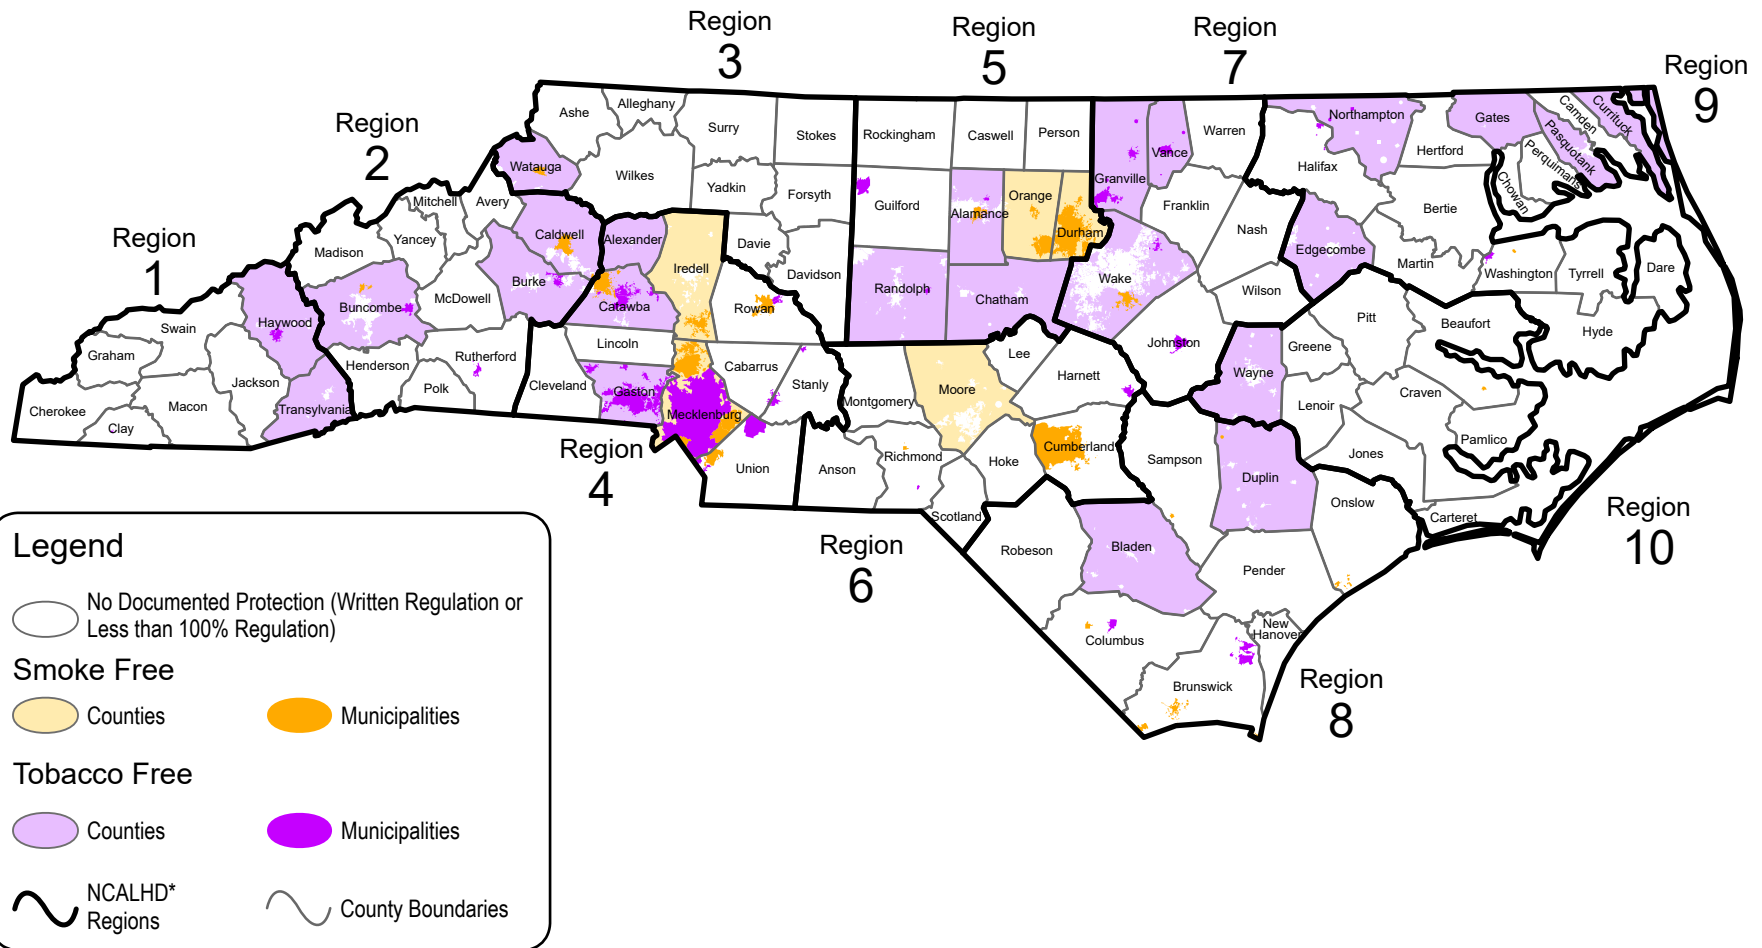 Region
3
Region
5
Region
7
Region
9
Region
2
Region
1
Region
4
Region
6
Region
8
Region
10
Ashe
Alleghany
Surry
Stokes
Rockingham
Caswell
Person
Granville
Vance
Warren
Northampton
Gates
Camden
Currituck
Pasquotank
Perquimans
Chowan
Hertford
Halifax
Bertie
Watauga
Wilkes
Yadkin
Forsyth
Guilford
Alamance
Orange
Durham
Franklin
Nash
Edgecombe
Martin
Washington
Tyrrell
Dare
Mitchell
Avery
Yancey
Madison
Caldwell
Alexander
Iredell
Davie
Davidson
Randolph
Chatham
Wake
Wilson
Pitt
Beaufort
Hyde
Buncombe
McDowell
Burke
Catawba
Rowan
Haywood
Swain
Graham
Jackson
Macon
Cherokee
Clay
Transylvania
Henderson
Polk
Rutherford
Cleveland
Lincoln
Gaston
Mecklenburg
Cabarrus
Stanly
Union
Anson
Montgomery
Moore
Lee
Harnett
Johnston
Wayne
Greene
Lenoir
Craven
Pamlico
Jones
Carteret
Richmond
Hoke
Scotland
Cumberland
Sampson
Duplin
Onslow
Robeson
Bladen
Pender
Columbus
New
Hanover
Brunswick
Legend
No Documented Protection (Written Regulation or
Less than 100% Regulation)
Smoke Free
Counties
Municipalities
Tobacco Free
Counties
Municipalities
NCALHD*
Regions
County Boundaries